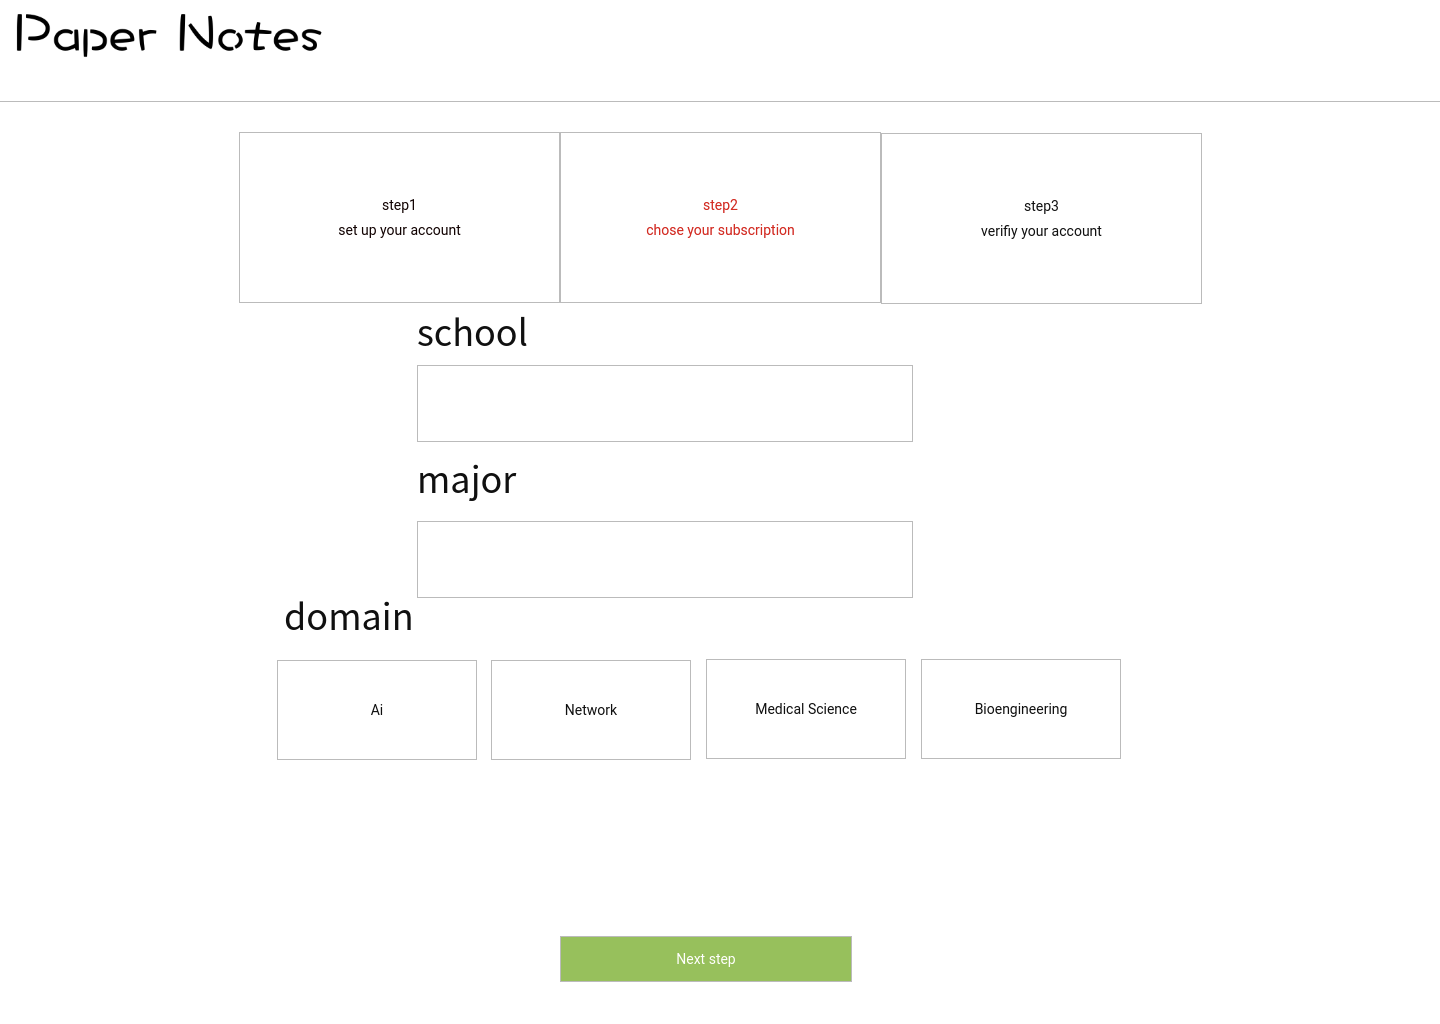 Paper Notes
step1
set up your account
step2
chose your subscription
step3
verifiy your account
school
major
domain
Ai
Network
Medical Science
Bioengineering
Next step